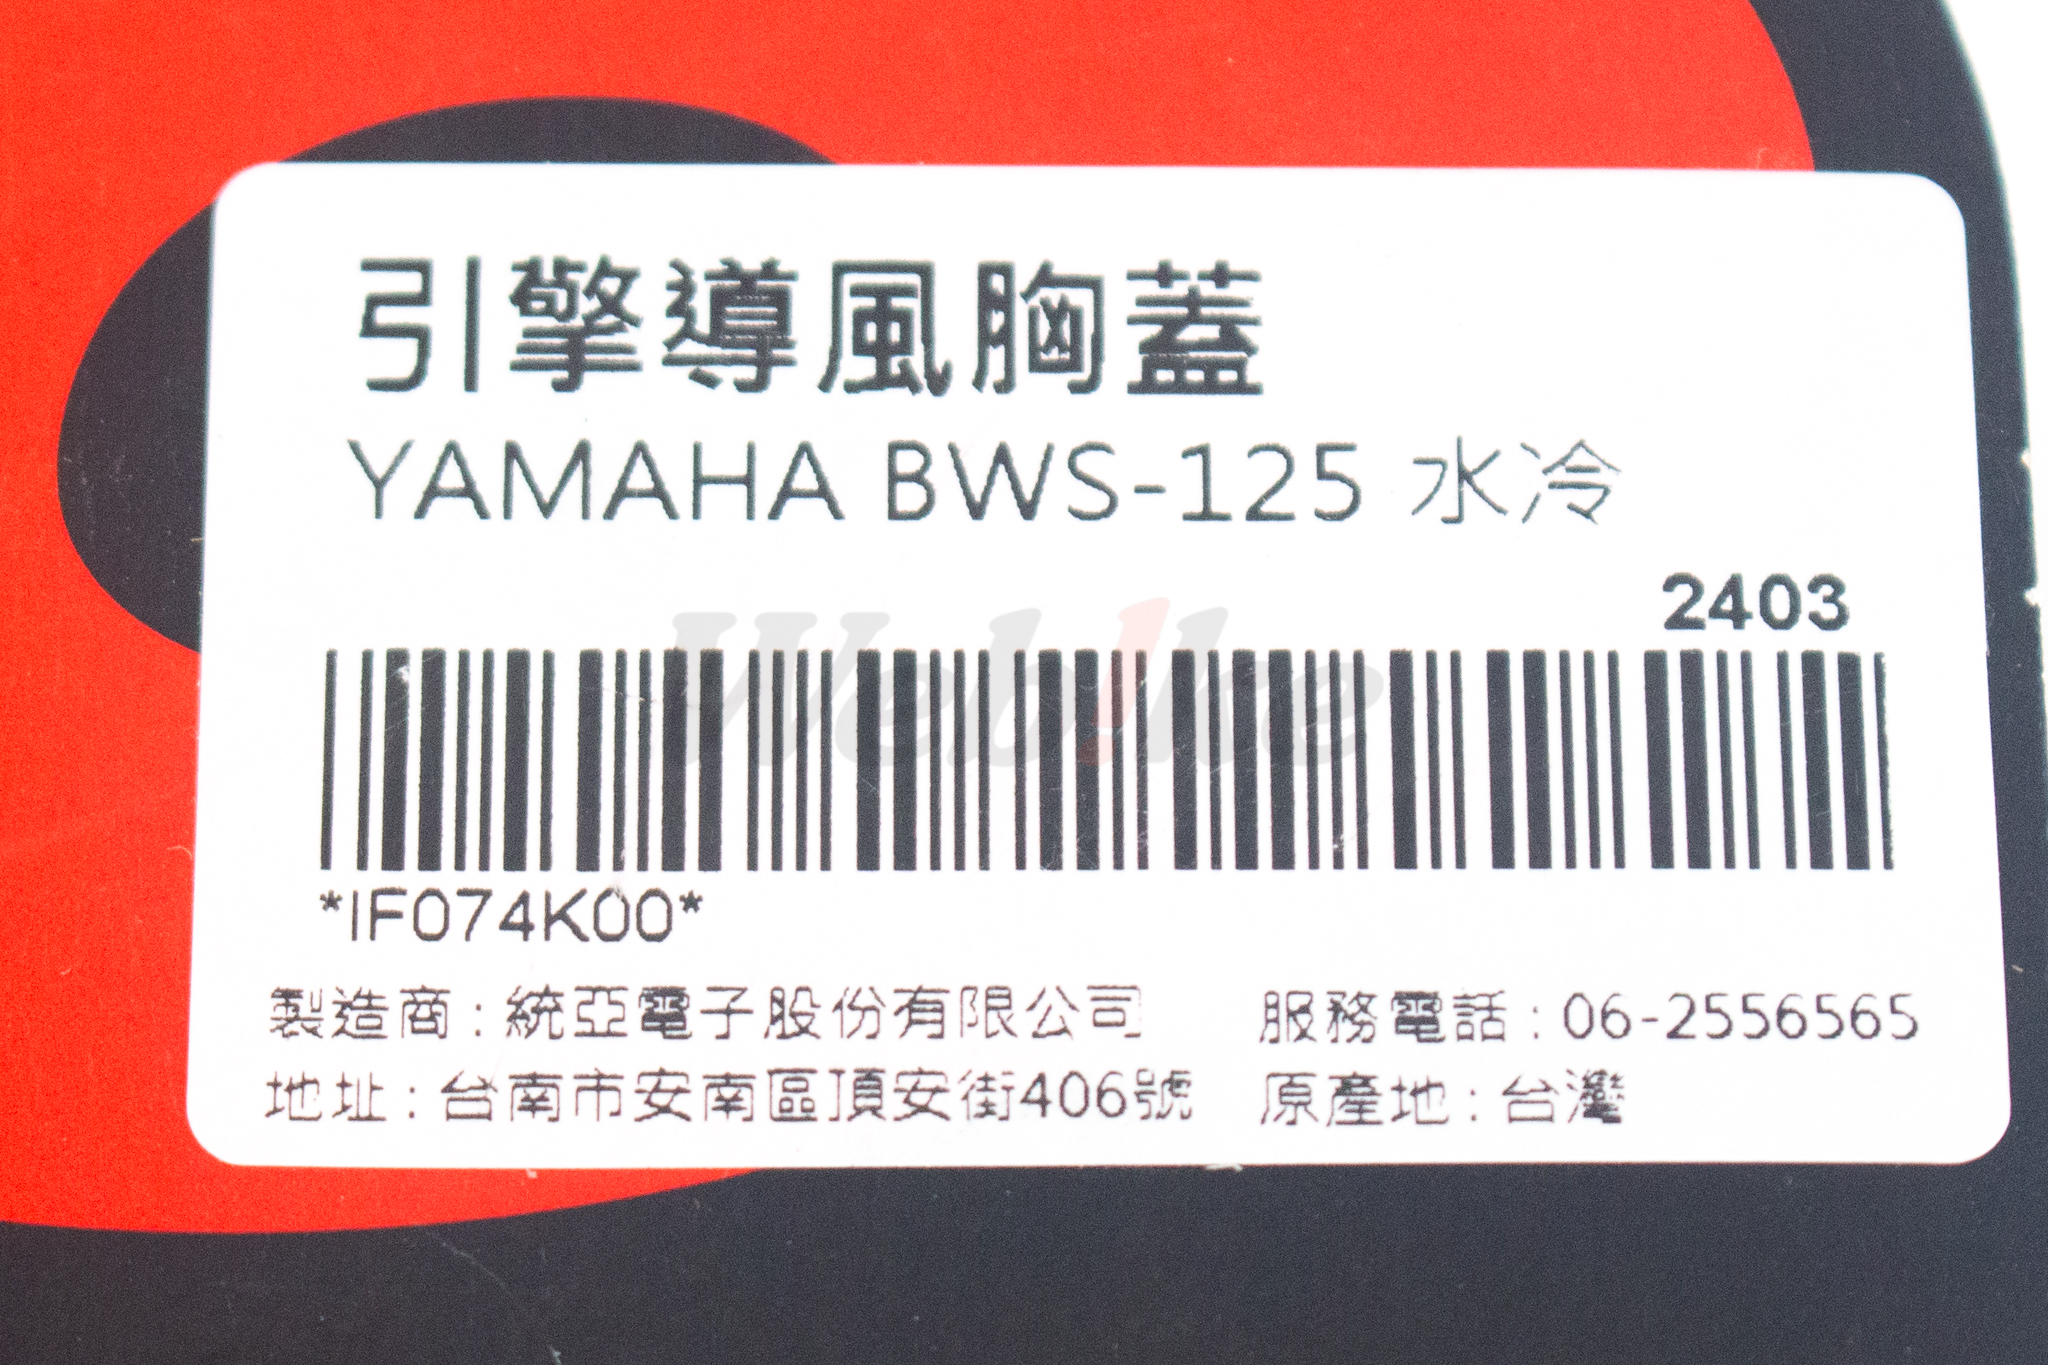 引擎導風胸蓋
YAMAHA BWS-125 水冷
2403
Webike
*IF074K00*
製造商:統亞電子股份有限公司 服務電話:06-2556565
地址:台南市安南區頂安街406號 原產地:台灣